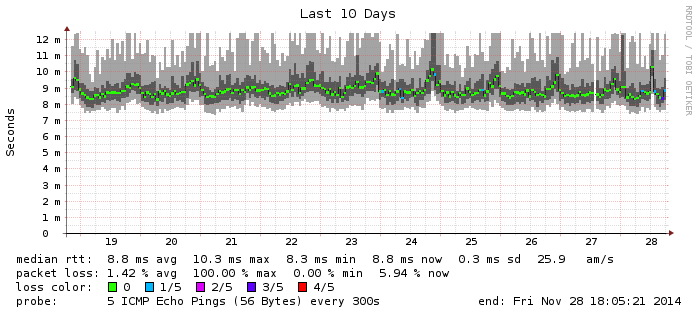 Last 10 Days
RRDTOOL / TOBI OETIKER
Seconds
12 m
11 m
10 m
9 m
8 m
7 m
6 m
5 m
4 m
3 m
2 m
1 m
0
19 20 21 22 23 24 25 26 27 28
median rtt: 8.8 ms avg 10.3 ms max 8.3 ms min 8.8 ms now 0.3 ms sd 25.9 am/s
packet loss: 1.42 % avg 100.00 % max 0.00 % min 5.94 % now
loss color: 0 1/5 2/5 3/5 4/5
probe: 5 ICMP Echo Pings (56 Bytes) every 300s end: Fri Nov 28 18:05:21 2014